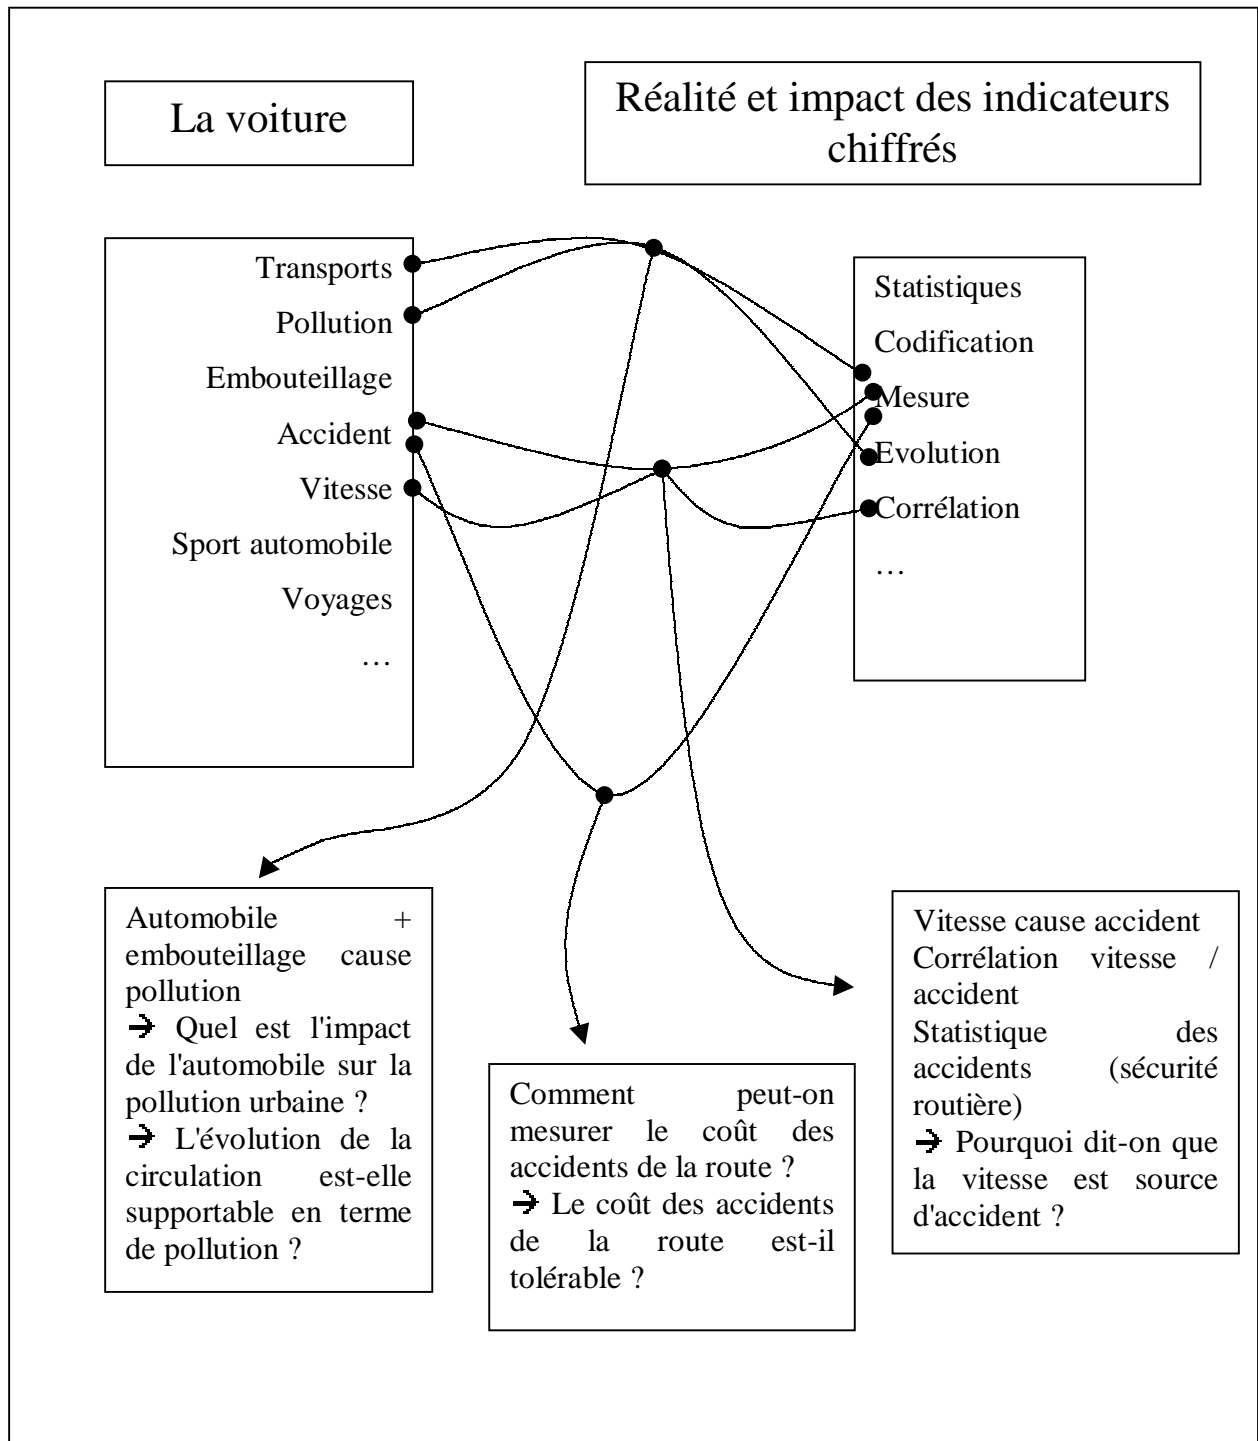 La voiture
Réalité et impact des indicateurs
chiffrés
Transports
Pollution
Embouteillage
Accident
Vitesse
Sport automobile
Voyages
…
Statistiques
Codification
Mesure
Evolution
Corrélation
…
Automobile +
embouteillage cause
pollution
→ Quel est l'impact
de l'automobile sur la
pollution urbaine ?
→ L'évolution de la
circulation est-elle
supportable en terme
de pollution ?
Comment peut-on
mesurer le coût des
accidents de la route ?
→ Le coût des accidents
de la route est-il
tolérable ?
Vitesse cause accident
Corrélation vitesse /
accident
Statistique des
accidents (sécurité
routière)
→ Pourquoi dit-on que
la vitesse est source
d'accident ?